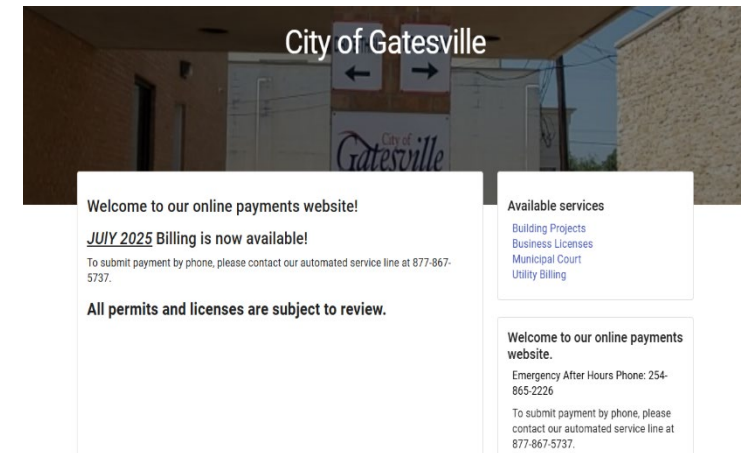 City of Gatesville
City of
Gatesville
Welcome to our online payments website!
JUlY 2025 Billing is now available!
To submit payment by phone, please contact our automated service line at 877-867-
5737.
All permits and licenses are subject to review.
Available services
Building Projects
Business Licenses
Municipal Court
Utility Billing
Welcome to our online payments
website.
Emergency After Hours Phone: 254-
865-2226
To submit payment by phone, please
contact our automated service line at
877-867-5737.